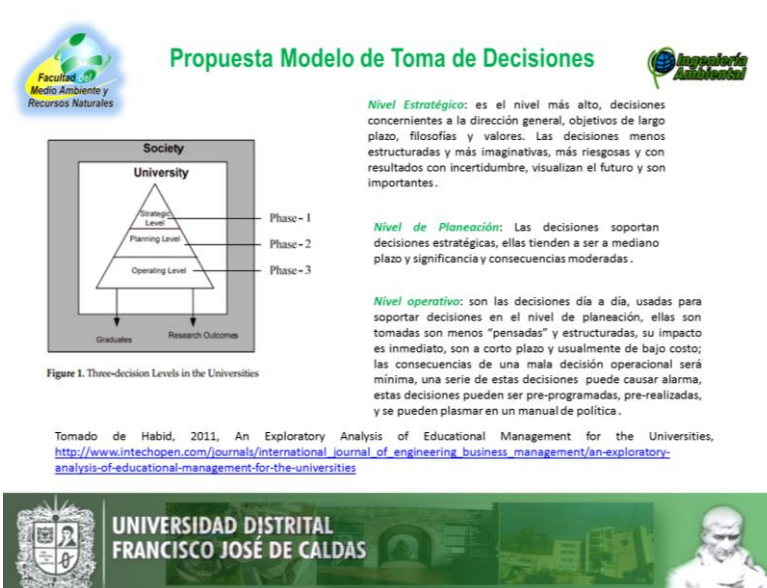 Facultad del
Medio Ambiente y
Recursos Naturales
Propuesta Modelo de Toma de Decisiones
Ingeniería
Ambiental
Nivel Estratégico: es el nivel más alto, decisiones
concernientes a la dirección general, objetivos de largo
plazo, filosofías y valores. Las decisiones menos
estructuradas y más imaginativas, más riesgosas y con
resultados con incertidumbre, visualizan el futuro y son
importantes.
Society
University
Strategic
Level
Planning Level
Operating Level
Phase-1
Phase-2
Phase-3
Graduates
Research Outcomes
Figure 1. Three-decision Levels in the Universities
Nivel de Planeación: Las decisiones soportan
decisiones estratégicas, ellas tienden a ser a mediano
plazo y significancia y consecuencias moderadas.
Nivel operativo: son las decisiones día a día, usadas para
soportar decisiones en el nivel de planeación, ellas son
tomadas son menos “pensadas” y estructuradas, su impacto
es inmediato, son a corto plazo y usualmente de bajo costo;
las consecuencias de una mala decisión operacional será
mínima, una serie de estas decisiones puede causar alarma,
estas decisiones pueden ser pre-programadas, pre-realizadas,
y se pueden plasmar en un manual de política.
Tomado de Habid, 2011, An Exploratory Analysis of Educational Management for the Universities,
http://www.intechopen.com/journals/international_journal_of_engineering_business_management/an-exploratory-
analysis-of-educational-management-for-the-universities
UNIVERSIDAD DISTRITAL
FRANCISCO JOSÉ DE CALDAS